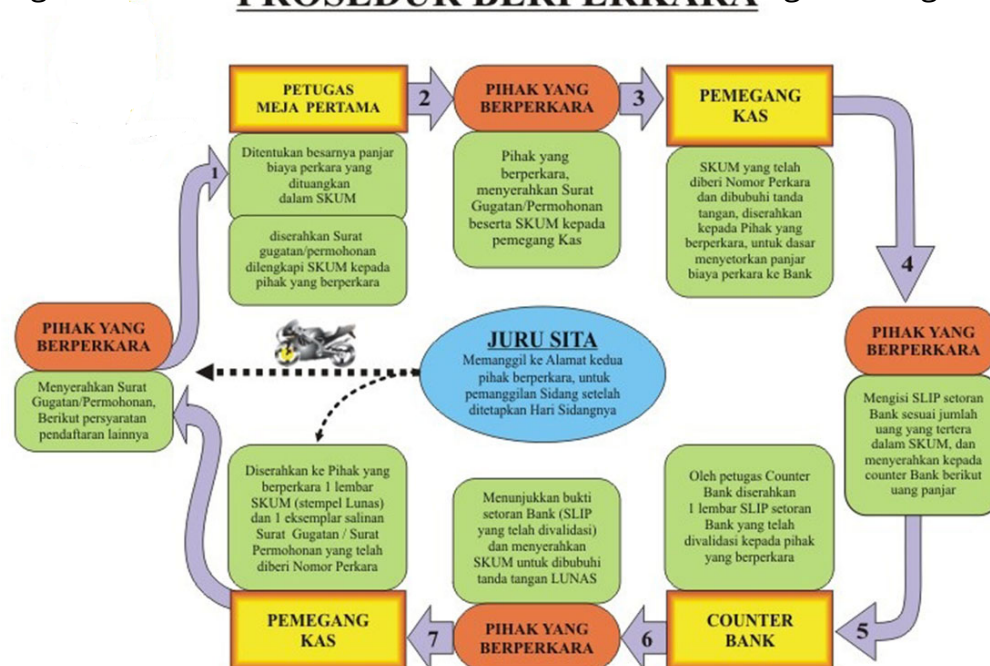 PROSEDUR BERPERKARA
PETUGAS
MEJA PERTAMA
Ditentukan besarnya panjar
biaya perkara yang
dituangkan
dalam SKUM
diserahkan Surat
gugatan/permohonan
dilengkapi SKUM kepada
pihak yang berperkara
2
PIHAK YANG
BERPERKARA
Pihak yang
berperkara,
menyerahkan Surat
Gugatan/Permohonan
beserta SKUM kepada
pemegang Kas
3
PEMEGANG
KAS
SKUM yang telah
diberi Nomor Perkara
dan dibubuhi tanda
tangan, diserahkan
kepada Pihak yang
berperkara, untuk dasar
menyetorkan panjar
biaya perkara ke Bank
1
4
PIHAK YANG
BERPERKARA
Menyerahkan Surat
Gugatan/Permohonan,
Berikut persyaratan
pendaftaran lainnya
JURU SITA
Memanggil ke Alamat kedua
pihak berperkara, untuk
pemanggilan Sidang setelah
ditetapkan Hari Sidangnya
PIHAK YANG
BERPERKARA
Mengisi SLIP setoran
Bank sesuai jumlah
uang yang tertera
dalam SKUM, dan
menyerahkan kepada
counter Bank berikut
uang panjar
Diserahkan ke Pihak yang
berperkara 1 lembar
SKUM (stempel Lunas)
dan 1 eksemplar salinan
Surat Gugatan / Surat
Permohonan yang telah
diberi Nomor Perkara
PEMEGANG
KAS
7
Menunjukkan bukti
setoran Bank (SLIP
yang telah divalidasi)
dan menyerahkan
SKUM untuk dibubuhi
tanda tangan LUNAS
PIHAK YANG
BERPERKARA
6
Oleh petugas Counter
Bank diserahkan
1 lembar SLIP setoran
Bank yang telah
divalidasi kepada pihak
yang berperkara
COUNTER
BANK
5